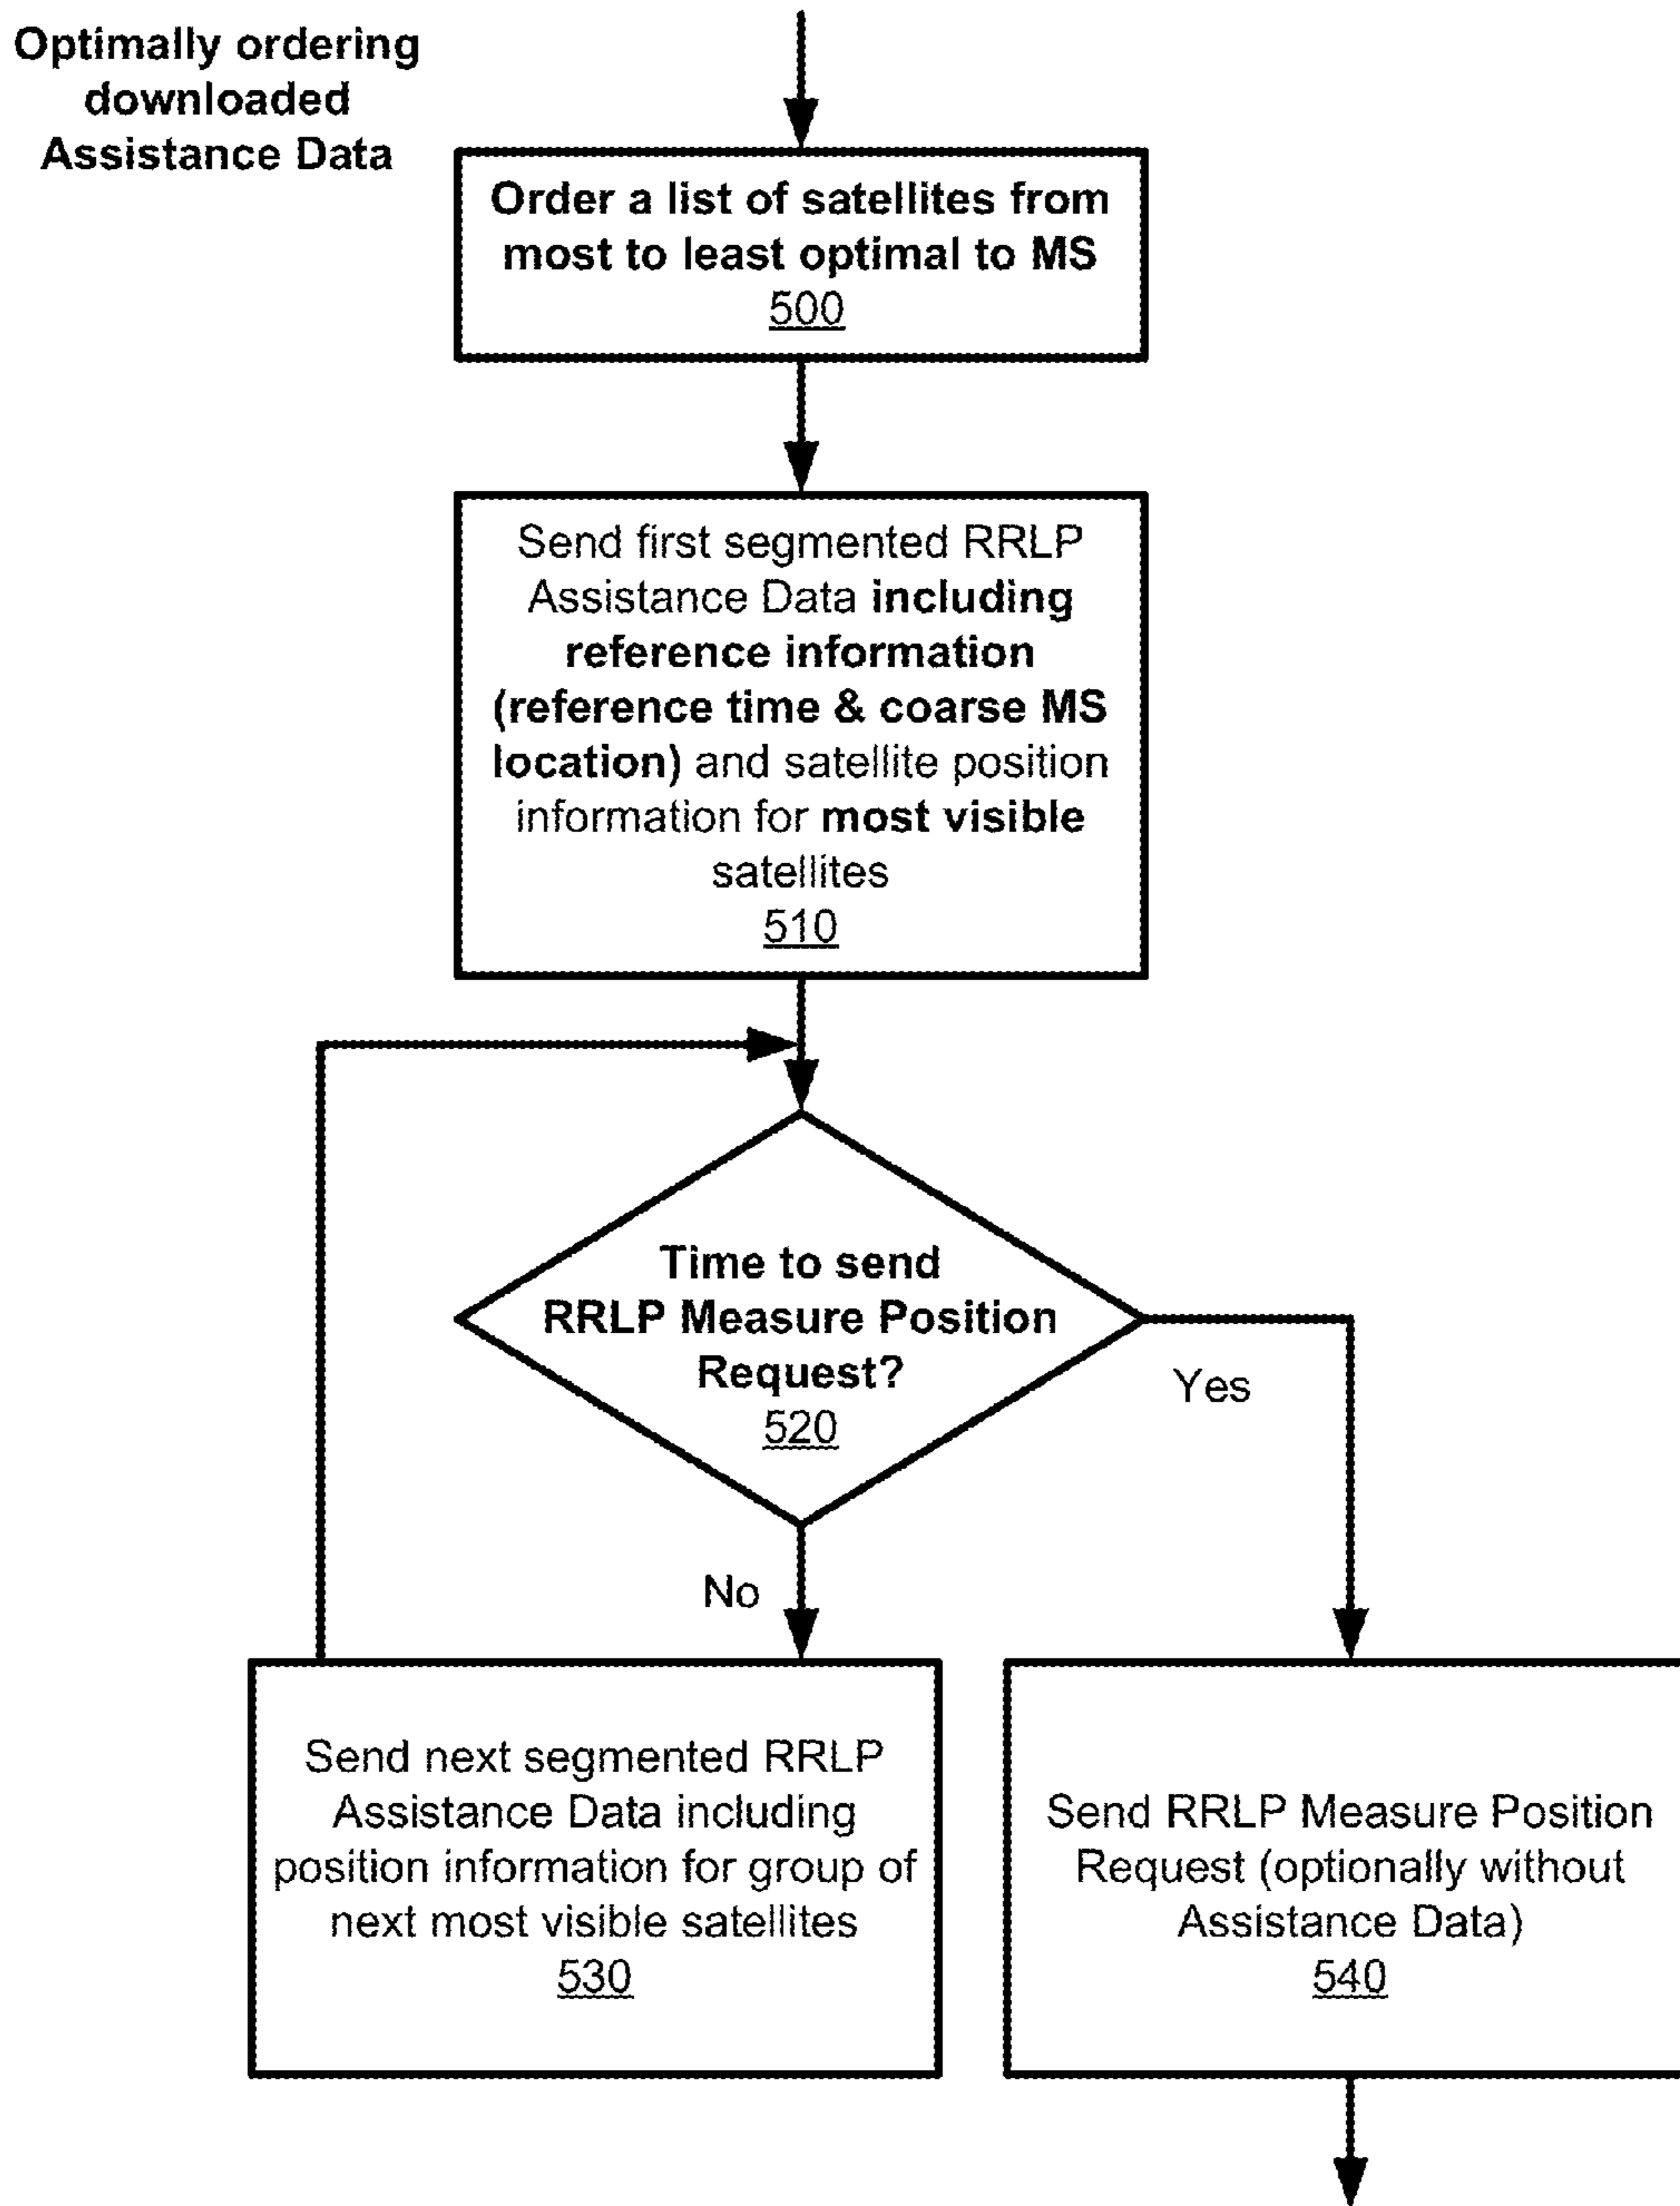 Optimally ordering
downloaded
Assistance Data
Order a list of satellites from
most to least optimal to MS
500
Send first segmented RRLP
Assistance Data including
reference information
(reference time & coarse MS
location) and satellite position
information for most visible
satellites
510
Time to send
RRLP Measure Position
Request?
520
Yes
No
Send next segmented RRLP
Assistance Data including
position information for group of
next most visible satellites
530
Send RRLP Measure Position
Request (optionally without
Assistance Data)
540